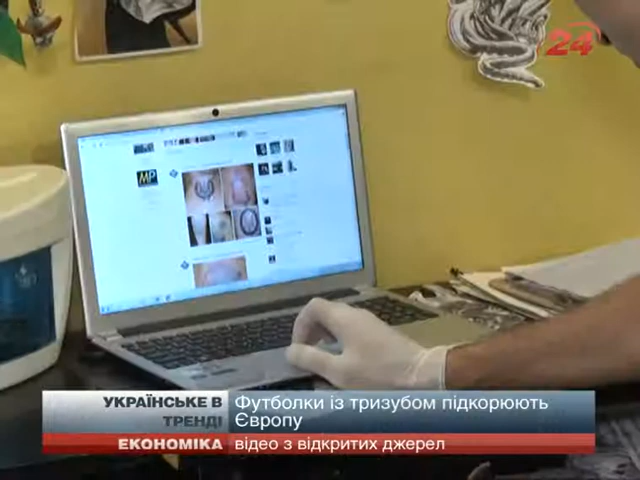 24
MP
УКРАЇНСЬКЕ В
ТРЕНДІ
Футболки із тризубом підкорюють
Європу
ЕКОНОМІКА
відео з відкритих джерел